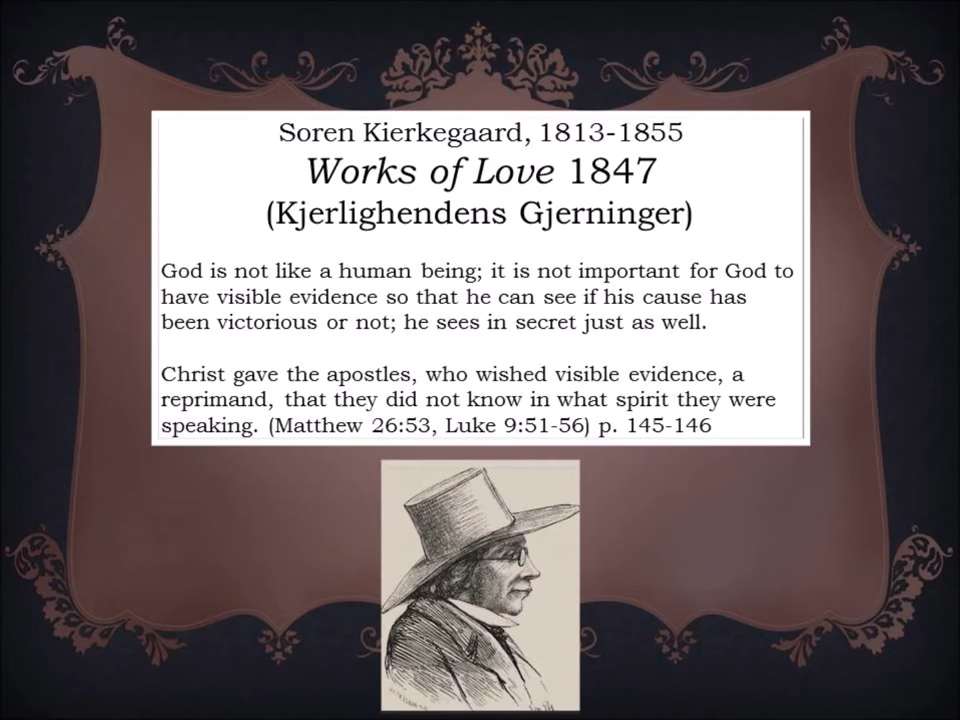 Soren Kierkegaard, 1813-1855
Works of Love 1847
(Kjerlighendens Gjerninger)
God is not like a human being; it is not important for God to
have visible evidence so that he can see if his cause has
been victorious or not; he sees in secret just as well.
Christ gave the apostles, who wished visible evidence, a
reprimand, that they did not know in what spirit they were
speaking. (Matthew 26:53, Luke 9:51-56) p. 145-146